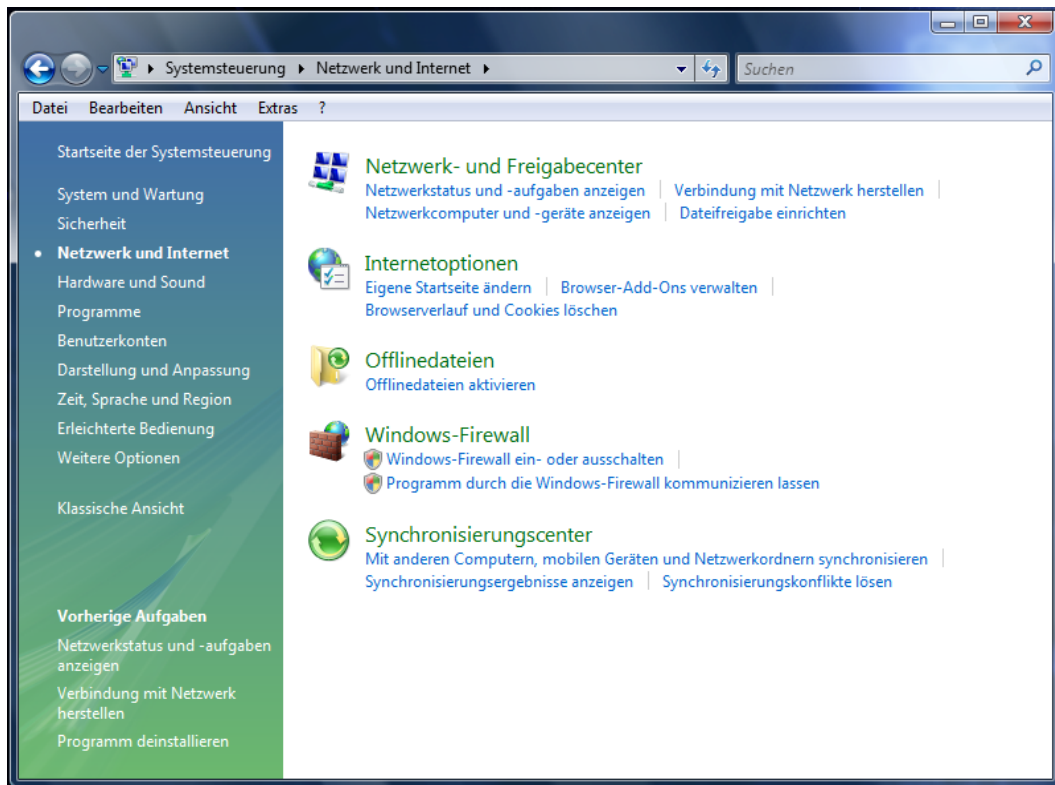 Systemsteuerung Netzwerk und Internet Suchen
Datei Bearbeiten Ansicht Extras ?
Startseite der Systemsteuerung
System und Wartung
Sicherheit
Netzwerk und Internet
Hardware und Sound
Programme
Benutzerkonten
Darstellung und Anpassung
Zeit, Sprache und Region
Erleichterte Bedienung
Weitere Optionen
Klassische Ansicht
Vorherige Aufgaben
Netzwerkstatus und -aufgaben
anzeigen
Verbindung mit Netzwerk
herstellen
Programm deinstallieren
Netzwerk- und Freigabecenter
Netzwerkstatus und -aufgaben anzeigen Verbindung mit Netzwerk herstellen
Netzwerkcomputer und -geräte anzeigen Dateifreigabe einrichten
Internetoptionen
Eigene Startseite ändern Browser-Add-Ons verwalten
Browserverlauf und Cookies löschen
Offlinedateien
Offlinedateien aktivieren
Windows-Firewall
Windows-Firewall ein- oder ausschalten
Programm durch die Windows-Firewall kommunizieren lassen
Synchronisierungscenter
Mit anderen Computern, mobilen Geräten und Netzwerkordnern synchronisieren
Synchronisierungsergebnisse anzeigen Synchronisierungskonflikte lösen